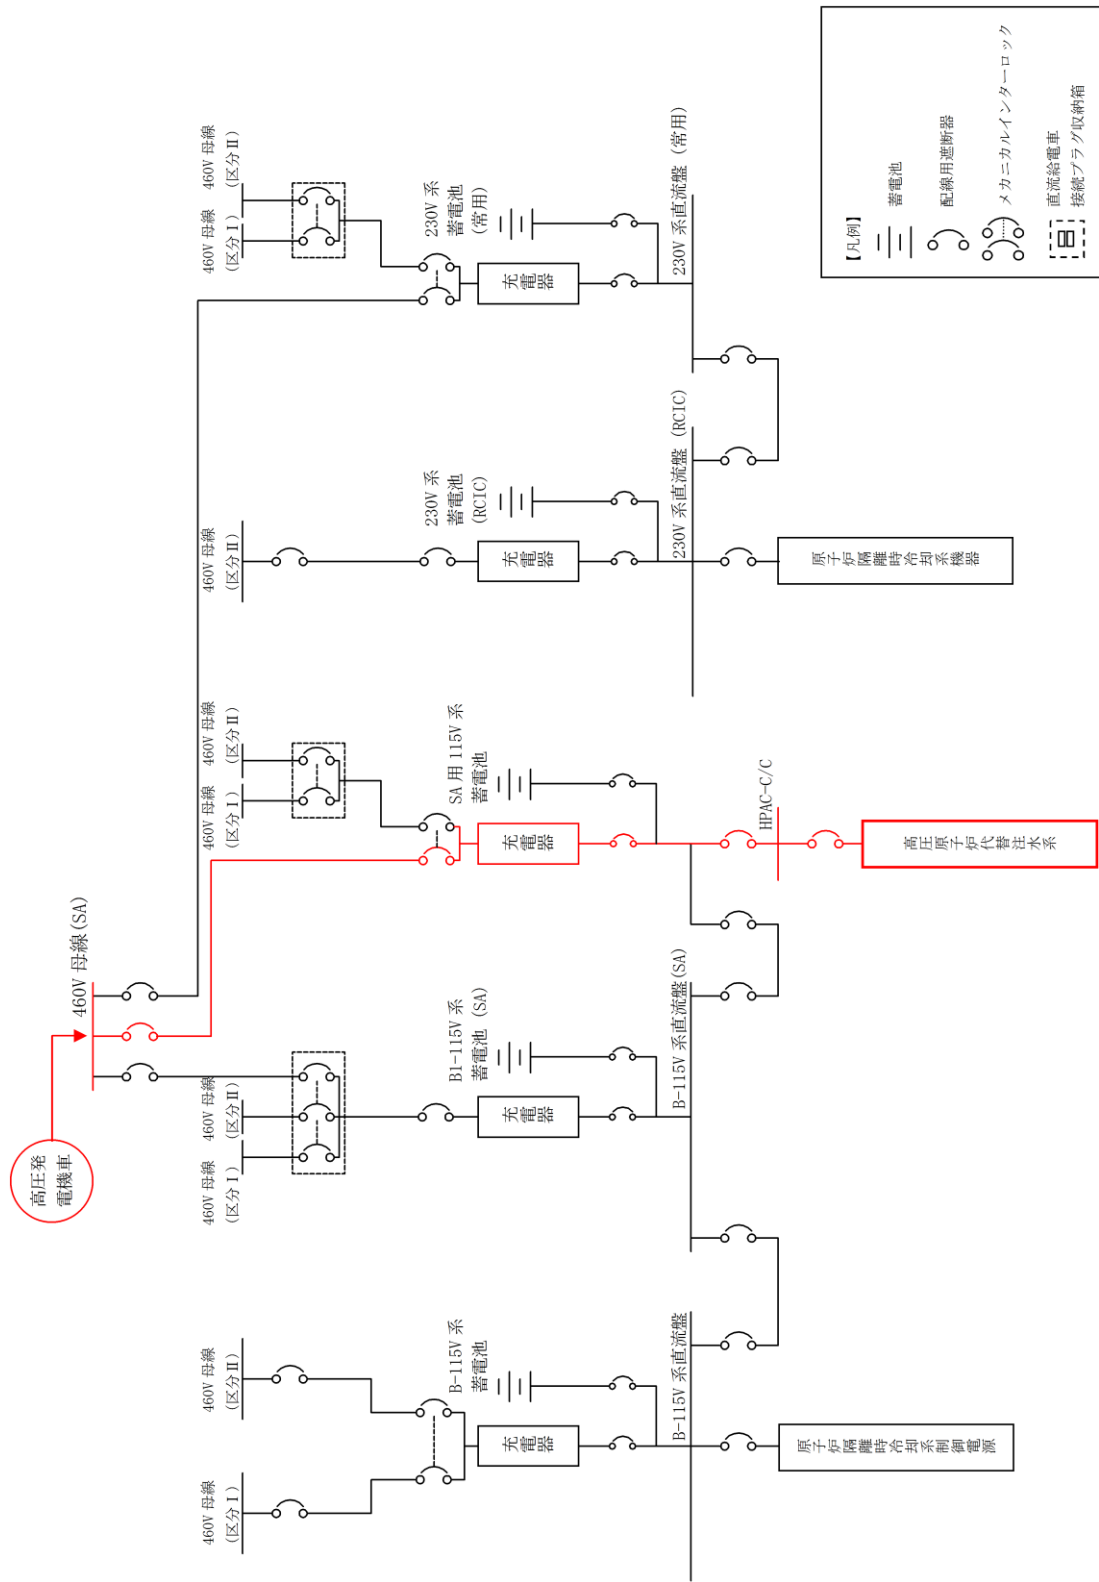 高圧発
電機車
460V 母線(SA)
460V 母線
(区分Ⅰ)
460V 母線
(区分Ⅱ)
460V 母線
(区分Ⅰ)
460V 母線
(区分Ⅱ)
460V 母線
(区分Ⅰ)
460V 母線
(区分Ⅱ)
460V 母線
(区分Ⅱ)
460V 母線
(区分Ⅰ)
460V 母線
(区分Ⅱ)
B-115V 系
蓄電池
B1-115V 系
蓄電池 (SA)
SA 用 115V 系
蓄電池
230V 系
蓄電池
(RCIC)
230V 系
蓄電池
(常用)
充電器
充電器
充電器
充電器
充電器
B-115V 系直流盤
B-115V 系直流盤(SA)
HPAC-C/C
230V 系直流盤 (RCIC)
230V 系直流盤 (常用)
原子炉隔離時冷却系制御電源
高圧原子炉代替注水系
原子炉隔離時冷却系機器
【凡例】
蓄電池
配線用遮断器
メカニカルインターロック
直流給電車
接続プラグ収納箱